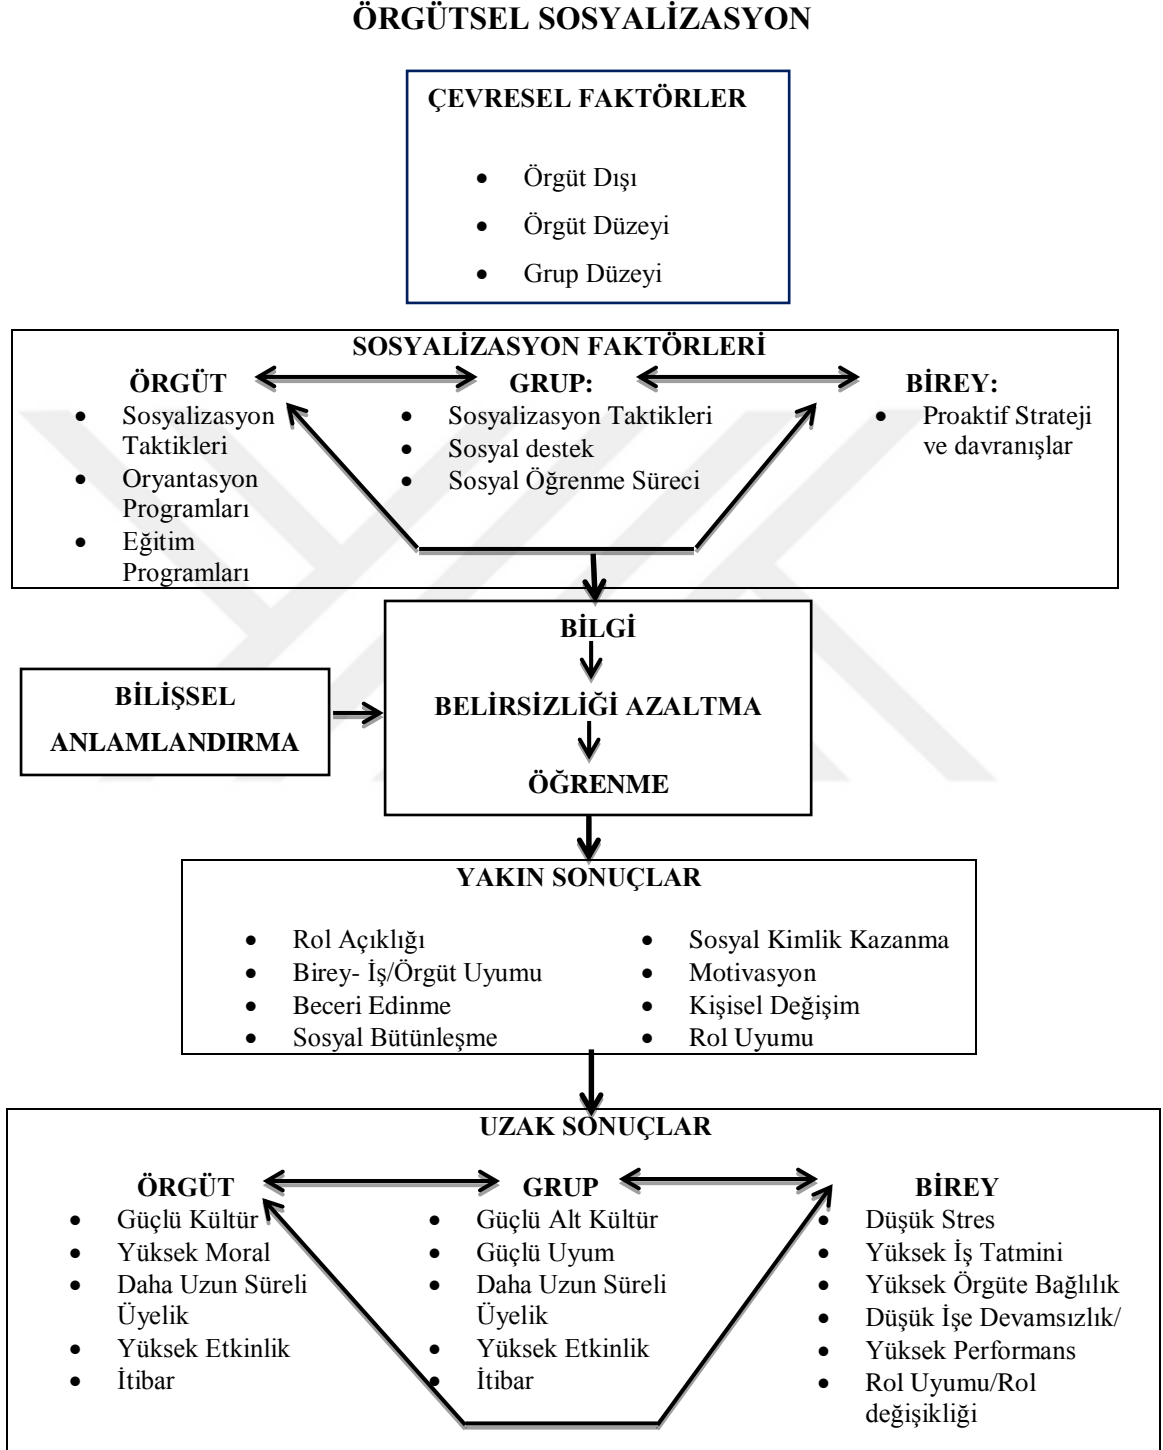 ÖRGÜTSEL SOSYALİZASYON
ÇEVRESEL FAKTÖRLER
• Örgüt Dışı
• Örgüt Düzeyi
• Grup Düzeyi
SOSYALİZASYON FAKTÖRLERİ
ÖRGÜT
• Sosyalizasyon
Taktikleri
• Oryantasyon
Programları
• Eğitim
Programları
GRUP:
• Sosyalizasyon Taktikleri
• Sosyal destek
• Sosyal Öğrenme Süreci
BİREY:
• Proaktif Strateji
ve davranışlar
BİLGİ
BELİRSİZLİĞİ AZALTMA
ÖĞRENME
BİLİŞSEL
ANLAMLANDIRMA
YAKIN SONUÇLAR
• Rol Açıklığı
• Birey- İş/Örgüt Uyumu
• Beceri Edinme
• Sosyal Bütünleşme
• Sosyal Kimlik Kazanma
• Motivasyon
• Kişisel Değişim
• Rol Uyumu
UZAK SONUÇLAR
ÖRGÜT
• Güçlü Kültür
• Yüksek Moral
• Daha Uzun Süreli
Üyelik
• Yüksek Etkinlik
• İtibar
GRUP
• Güçlü Alt Kültür
• Güçlü Uyum
• Daha Uzun Süreli
Üyelik
• Yüksek Etkinlik
• İtibar
BİREY
• Düşük Stres
• Yüksek İş Tatmini
• Yüksek Örgüte Bağlılık
• Düşük İşe Devamsızlık/
• Yüksek Performans
• Rol Uyumu/Rol
değişikliği